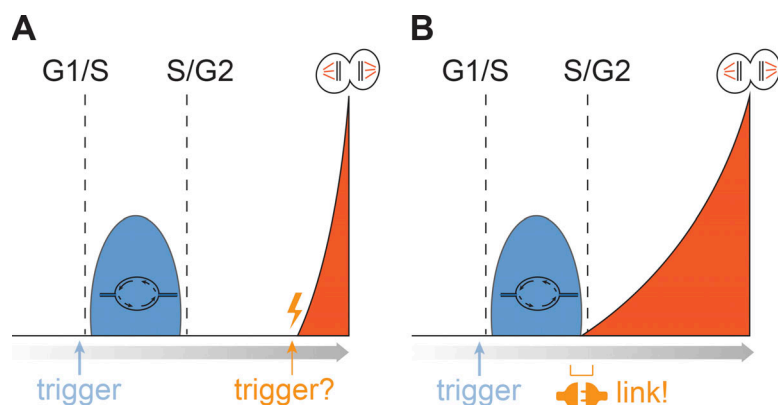 A
G1/S S/G2
trigger trigger?
B
G1/S S/G2
trigger link!